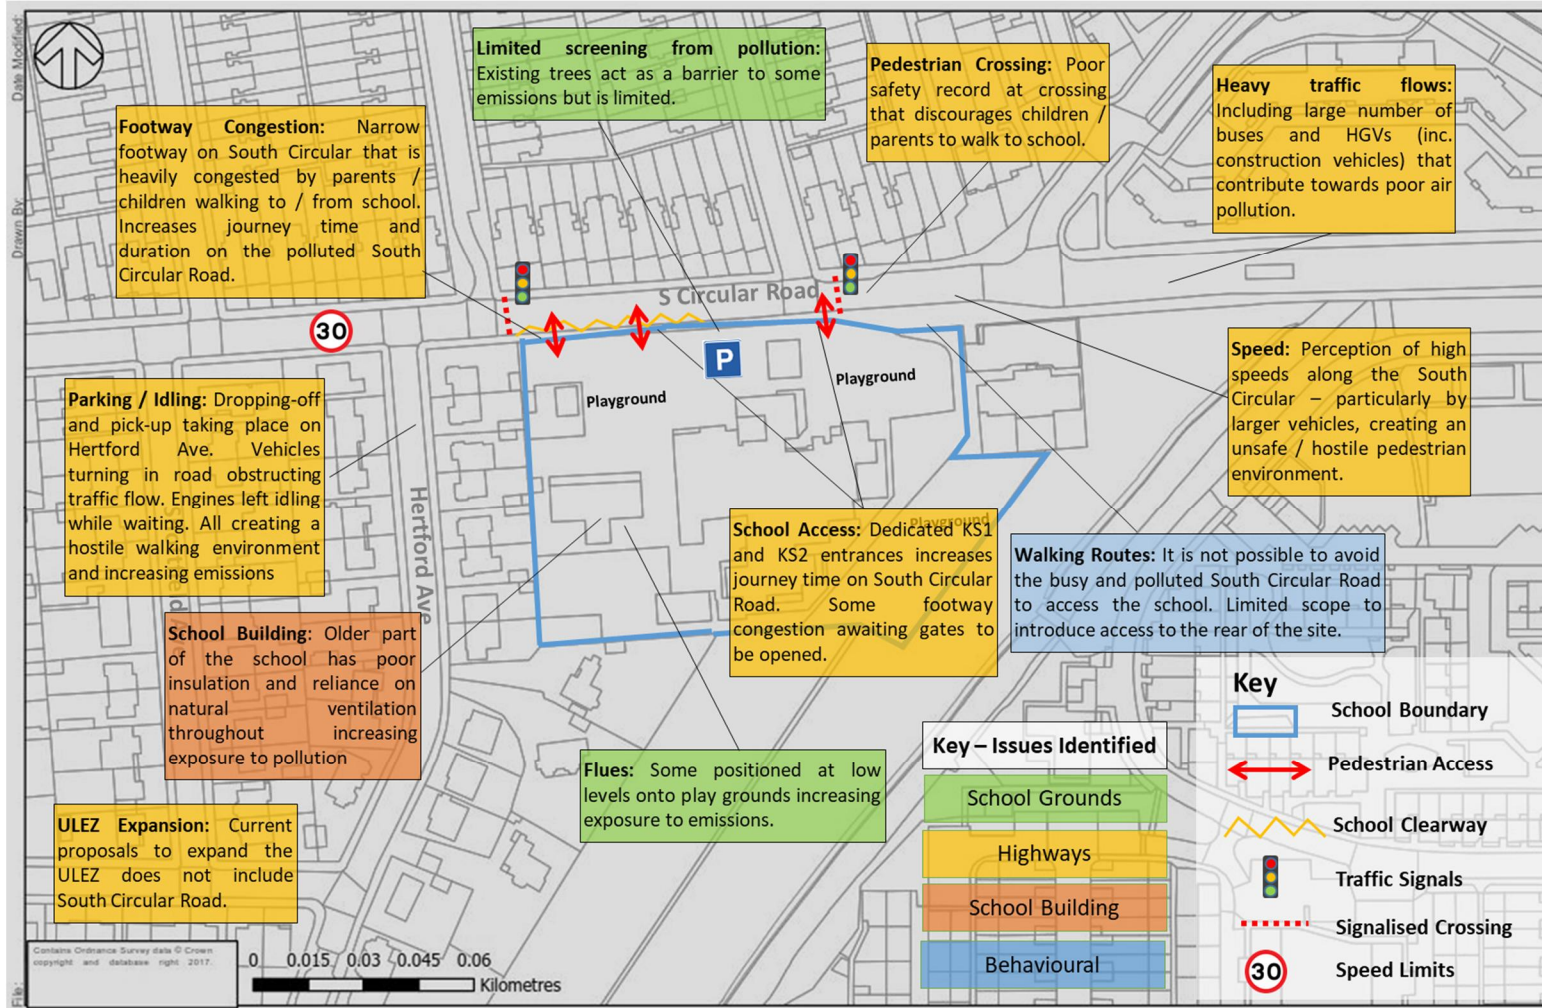 Date Modified:
Drawn By:
File:
Limited screening from pollution:
Existing trees act as a barrier to some
emissions but is limited.
Pedestrian Crossing: Poor
safety record at crossing
that discourages children /
parents to walk to school.
Heavy traffic flows:
Including large number of
buses and HGVs (inc.
construction vehicles) that
contribute towards poor air
pollution.
Footway Congestion: Narrow
footway on South Circular that is
heavily congested by parents /
children walking to / from school.
Increases journey time and
duration on the polluted South
Circular Road.
S Circular Road
30
P
Playground
Playground
Playground
Speed: Perception of high
speeds along the South
Circular – particularly by
larger vehicles, creating an
unsafe / hostile pedestrian
environment.
Parking / Idling: Dropping-off
and pick-up taking place on
Hertford Ave. Vehicles
turning in road obstructing
traffic flow. Engines left idling
while waiting. All creating a
hostile walking environment
and increasing emissions
Hertford Ave
School Access: Dedicated KS1
and KS2 entrances increases
journey time on South Circular
Road. Some footway
congestion awaiting gates to
be opened.
Walking Routes: It is not possible to avoid
the busy and polluted South Circular Road
to access the school. Limited scope to
introduce access to the rear of the site.
School Building: Older part
of the school has poor
insulation and reliance on
natural ventilation
throughout increasing
exposure to pollution
Flues: Some positioned at low
levels onto play grounds increasing
exposure to emissions.
ULEZ Expansion: Current
proposals to expand the
ULEZ does not include
South Circular Road.
Key – Issues Identified
School Grounds
Highways
School Building
Behavioural
Key
School Boundary
Pedestrian Access
School Clearway
Traffic Signals
Signalised Crossing
30
Speed Limits
Contains Ordnance Survey data © Crown
copyright and database right 2017.
0 0.015 0.03 0.045 0.06
Kilometres